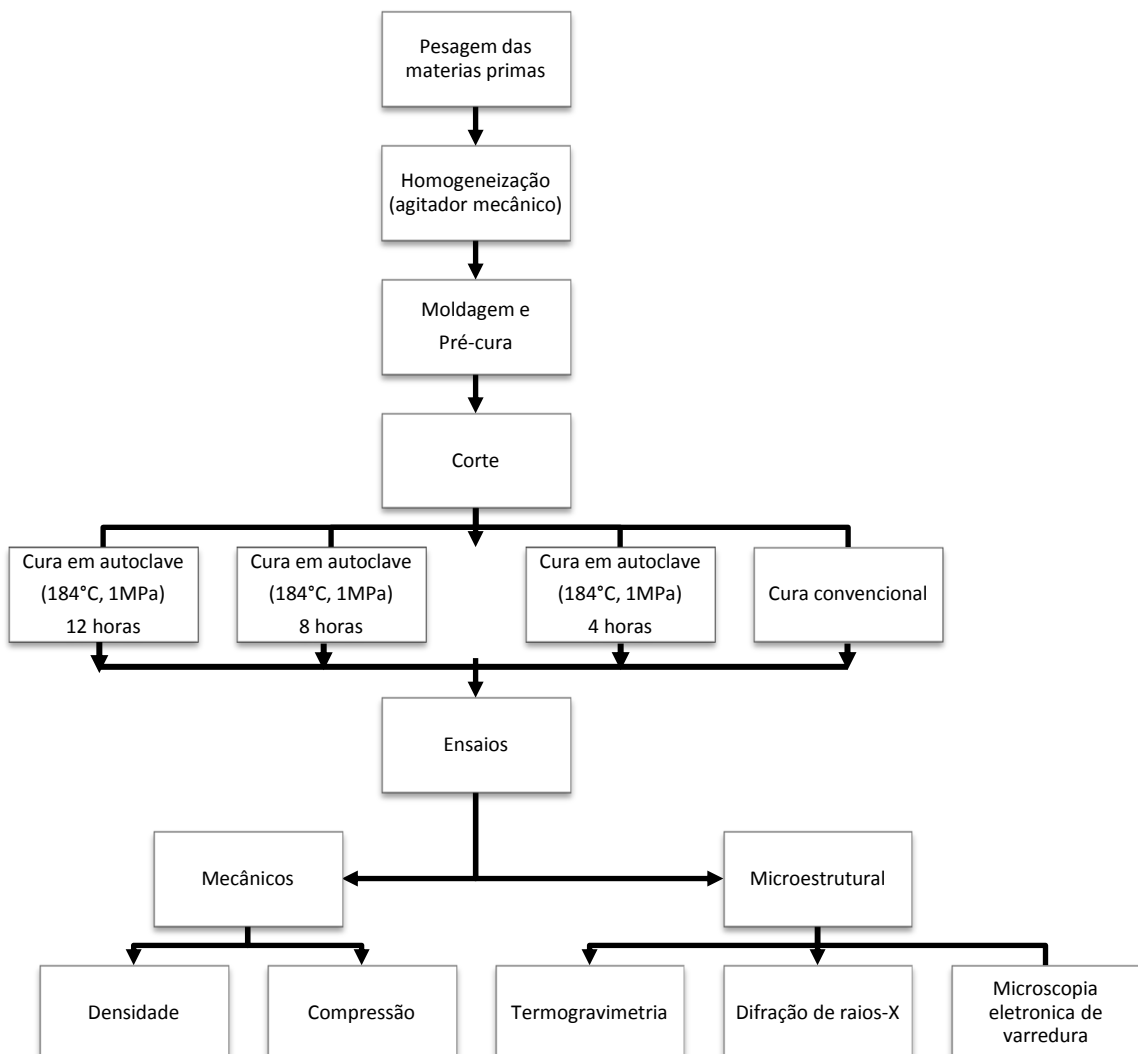 Pesagem das
materias primas
Homogeneização
(agitador mecânico)
Moldagem e
Pré-cura
Corte
Cura em autoclave
(184°C, 1MPa)
12 horas
Cura em autoclave
(184°C, 1MPa)
8 horas
Cura em autoclave
(184°C, 1MPa)
4 horas
Cura convencional
Ensaios
Mecânicos
Microestrutural
Densidade
Compressão
Termogravimetria
Difração de raios-X
Microscopia
eletronica de
varredura